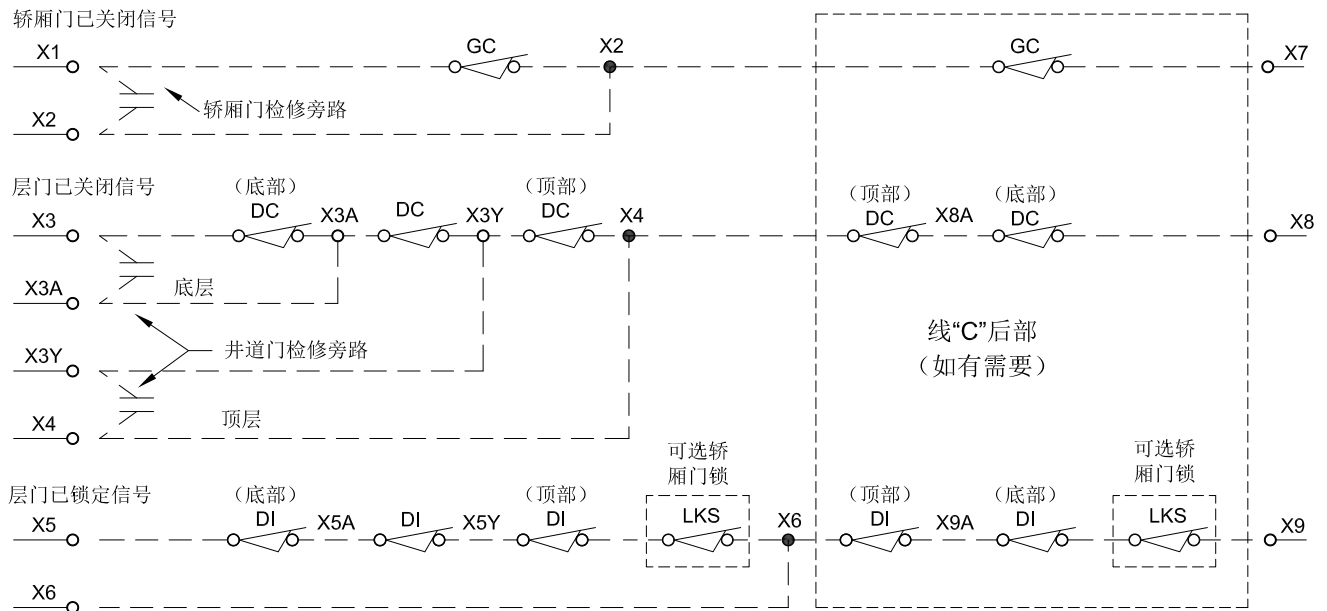 轿厢门已关闭信号
X1
GC
X2
GC
X7
轿厢门检修旁路
X2
层门已关闭信号
(底部)
(顶部)
(顶部)
(底部)
X3
DC
X3A
DC
X3Y
DC
X4
DC
X8A
DC
X8
X3A
底层
井道门检修旁路
线“C”后部
(如有需要)
X3Y
X4
顶层
可选轿
厢门锁
可选轿
厢门锁
层门已锁定信号
(底部)
(顶部)
(顶部)
(底部)
X5
DI
X5A
DI
X5Y
DI
LKS
X6
DI
X9A
DI
LKS
X9
X6